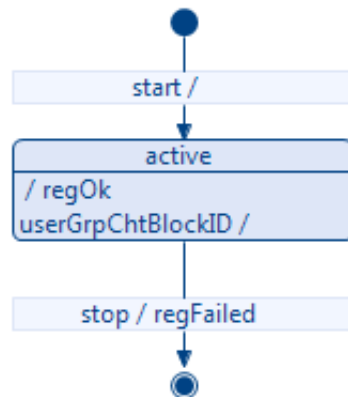 start /
active
/ regOk
userGrpChtBlockID /
stop / regFailed